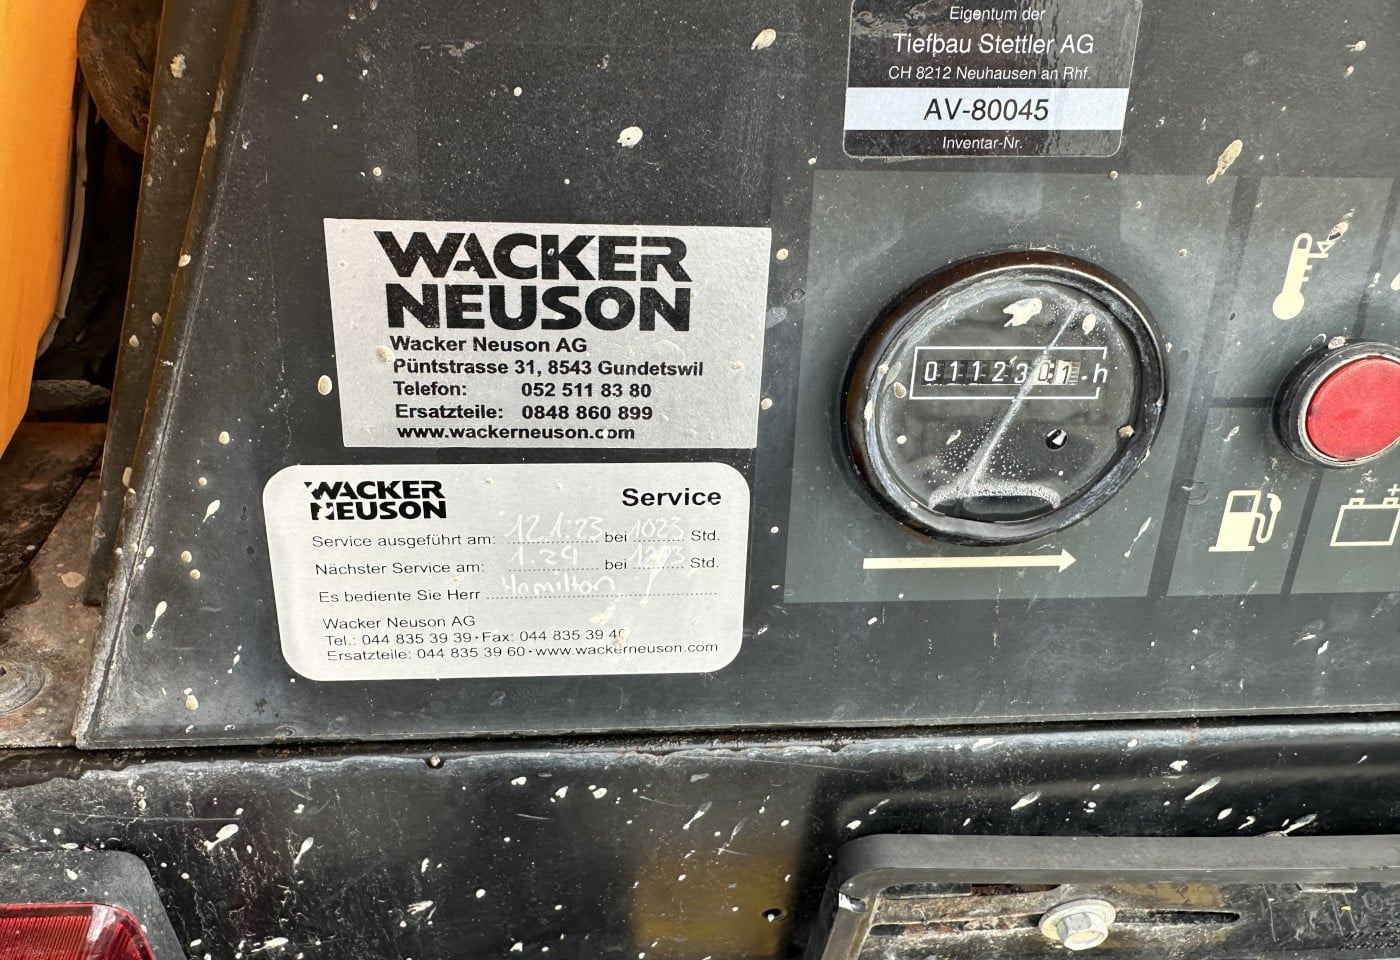 Eigentum der
Tiefbau Stettler AG
CH 8212 Neuhausen an Rhf.
AV-80045
Inventar-Nr.
WACKER
NEUSON
Wacker Neuson AG
Püntstrasse 31, 8543 Gundetswil
Telefon: 052 511 83 80
Ersatzteile: 0848 860 899
www.wackerneuson.com
01123 01 h
WACKER
NEUSON
Service
Service ausgeführt am: 12.1.23 bei 1023 Std.
Nächster Service am: 1.24 bei Std.
Es bediente Sie Herr Hamilton
Wacker Neuson AG
Tel.: 044 835 39 39 · Fax: 044 835 39
Ersatzteile: 044 835 39 60 · www.wackerneuson.com